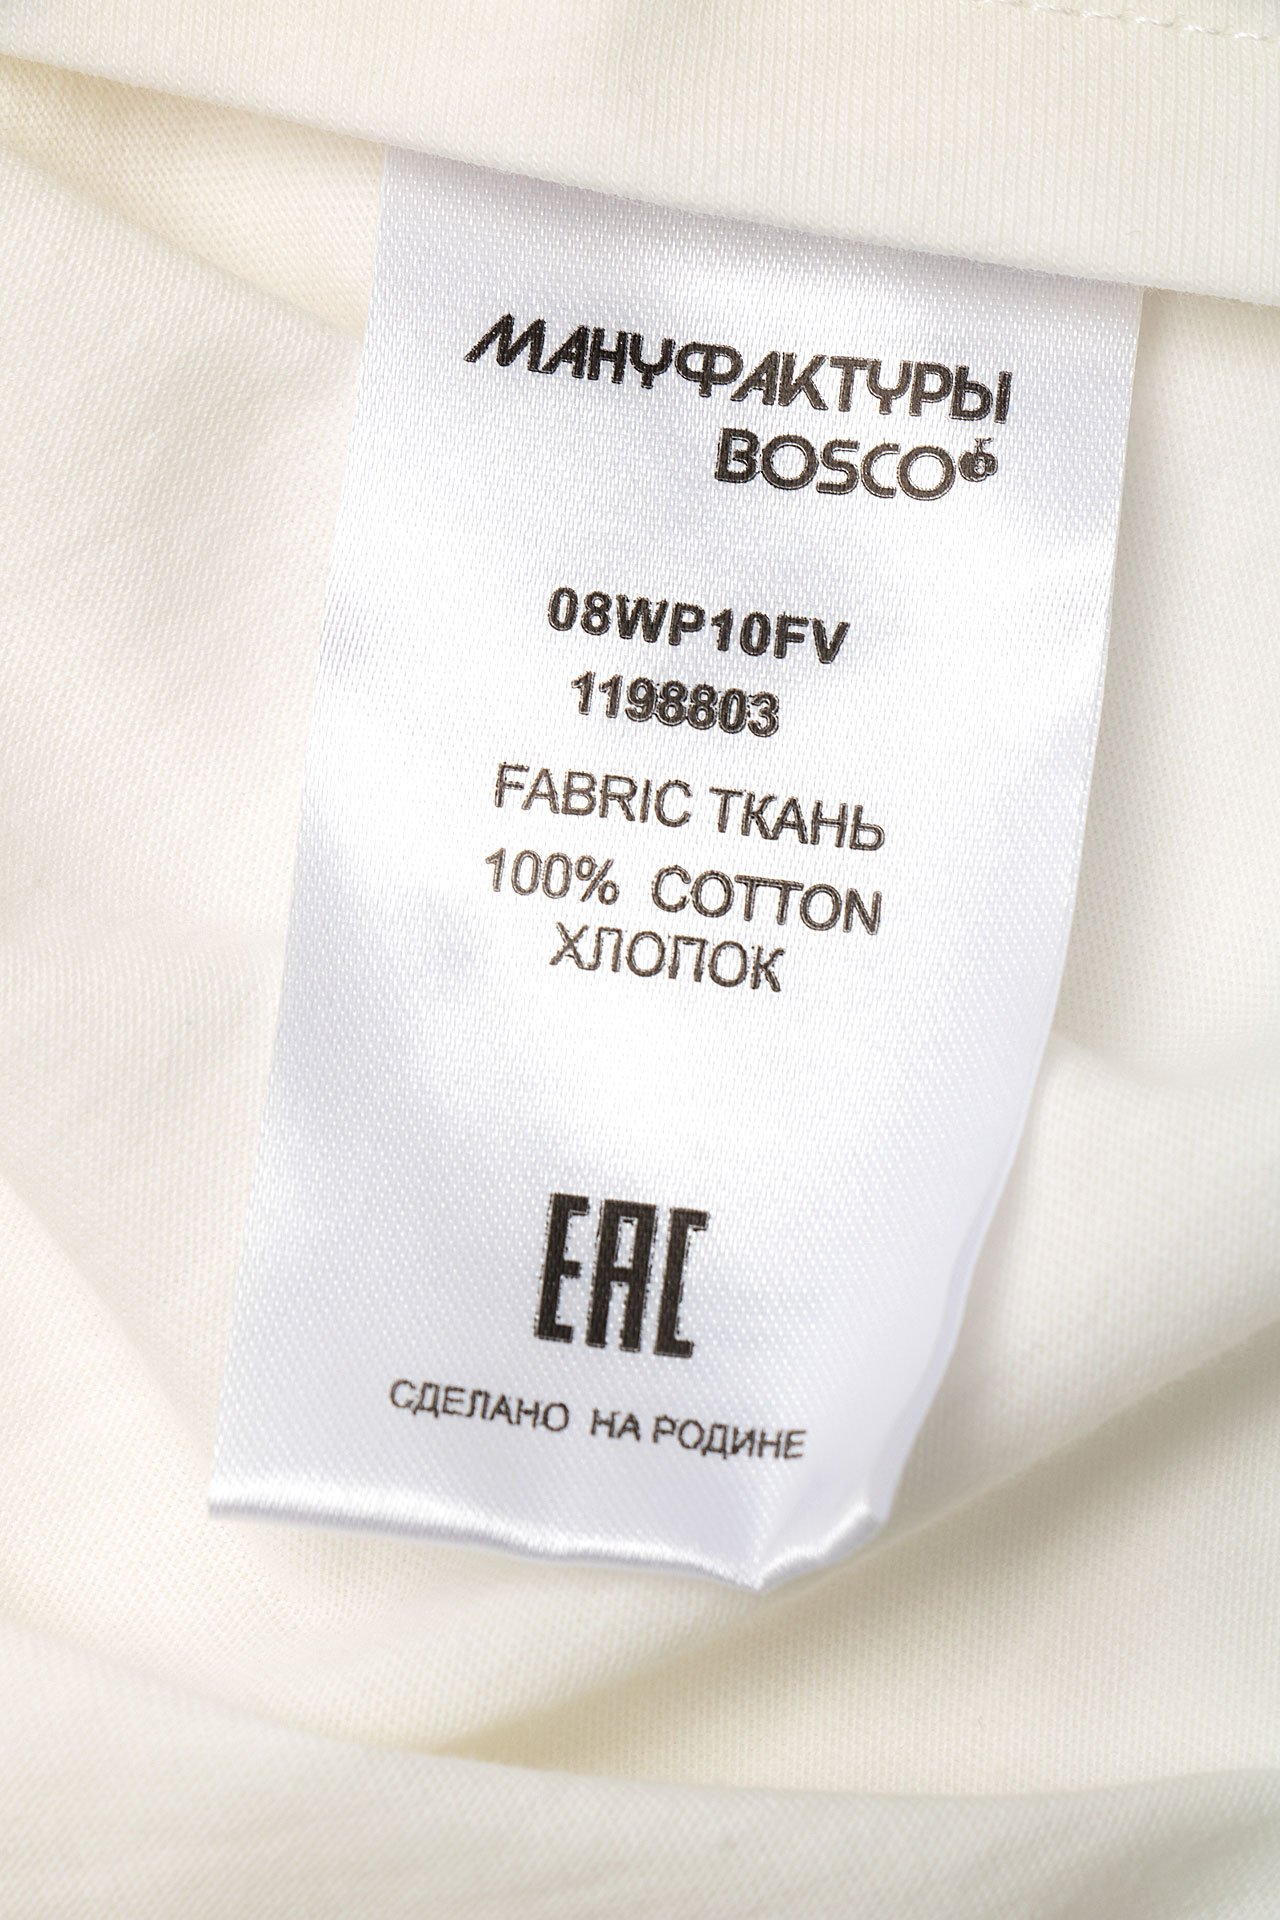 МАНУФАКТУРЫ
BOSCO
08WP10FV
1198803
FABRIC ТКАНЬ
100% COTTON
ХЛОПОК
EAC
СДЕЛАНО НА РОДИНЕ